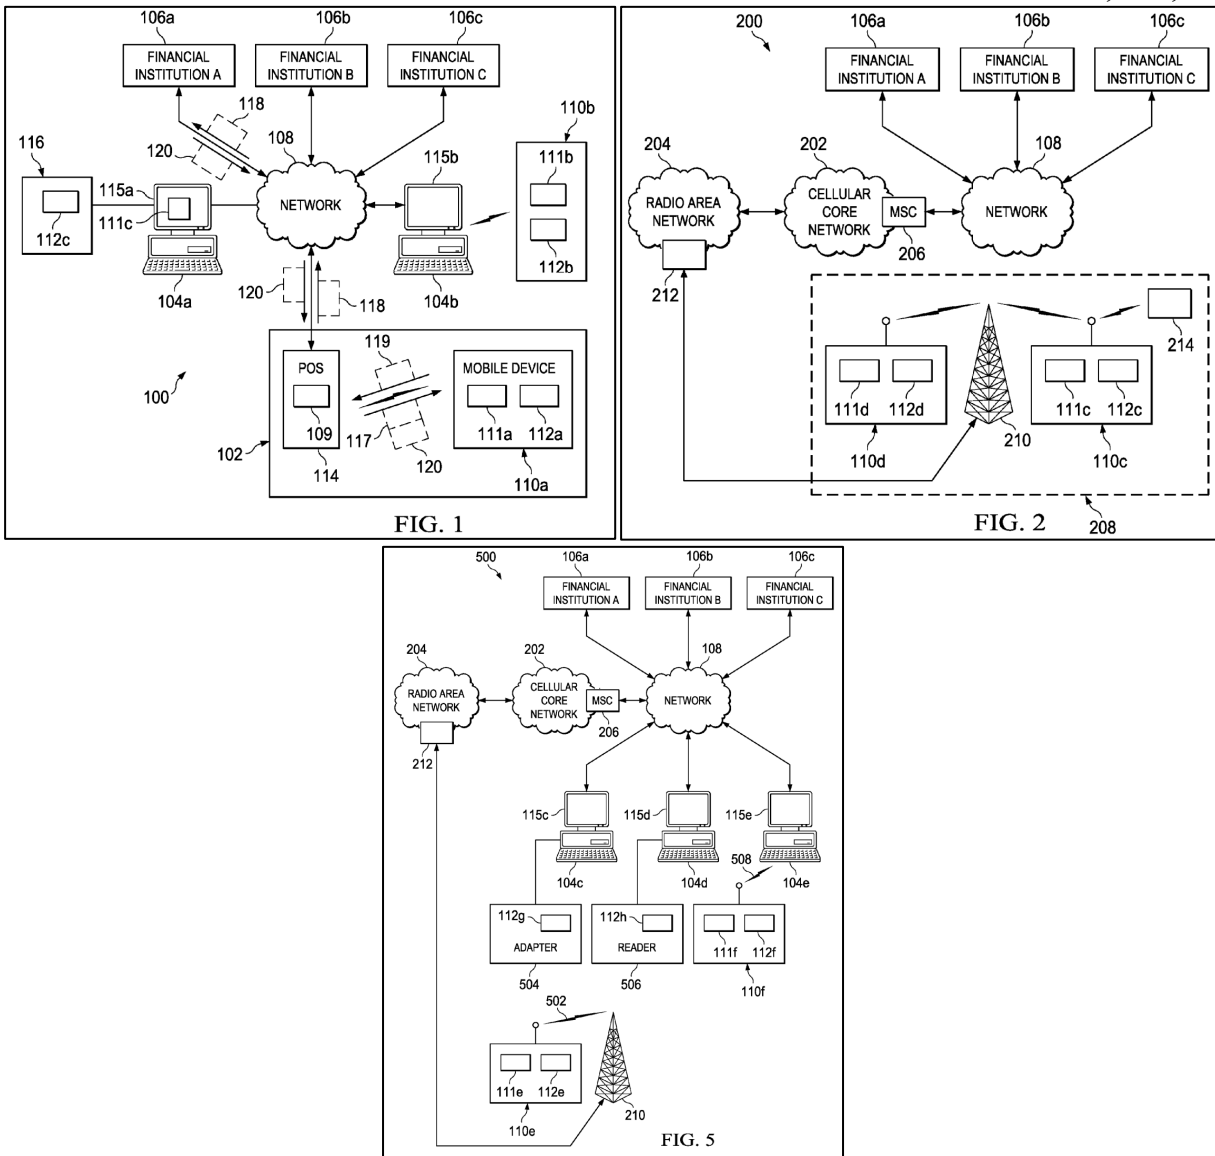 106a 106b 106c
FINANCIAL INSTITUTION A
FINANCIAL INSTITUTION B
FINANCIAL INSTITUTION C
118
110b
120
108
116
115a
115b
111b
NETWORK
111c
112c
112b
104a
120
118
104b
119
POS
MOBILE DEVICE
100
109
111a 112a
102
117
114
120
110a
FIG. 1
200
106a 106b 106c
FINANCIAL INSTITUTION A
FINANCIAL INSTITUTION B
FINANCIAL INSTITUTION C
204
202
108
RADIO AREA NETWORK
CELLULAR CORE NETWORK
MSC
NETWORK
206
212
214
111d 112d
111c 112c
210
110d
110c
FIG. 2
208
500
106a 106b 106c
FINANCIAL INSTITUTION A
FINANCIAL INSTITUTION B
FINANCIAL INSTITUTION C
204
202
108
RADIO AREA NETWORK
CELLULAR CORE NETWORK
MSC
NETWORK
206
212
115c 115d 115e
104c 104d 104e
508
112g
112h
ADAPTER
READER
111f 112f
504
506
110f
502
111e 112e
110e
210
FIG. 5